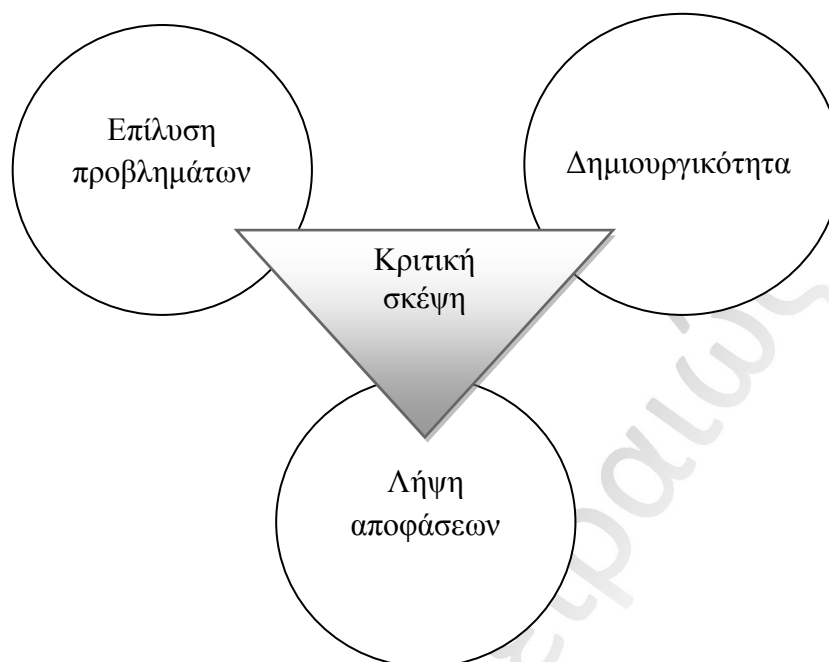 Επίλυση
προβλημάτων
Δημιουργικότητα
Κριτική
σκέψη
Λήψη
αποφάσεων